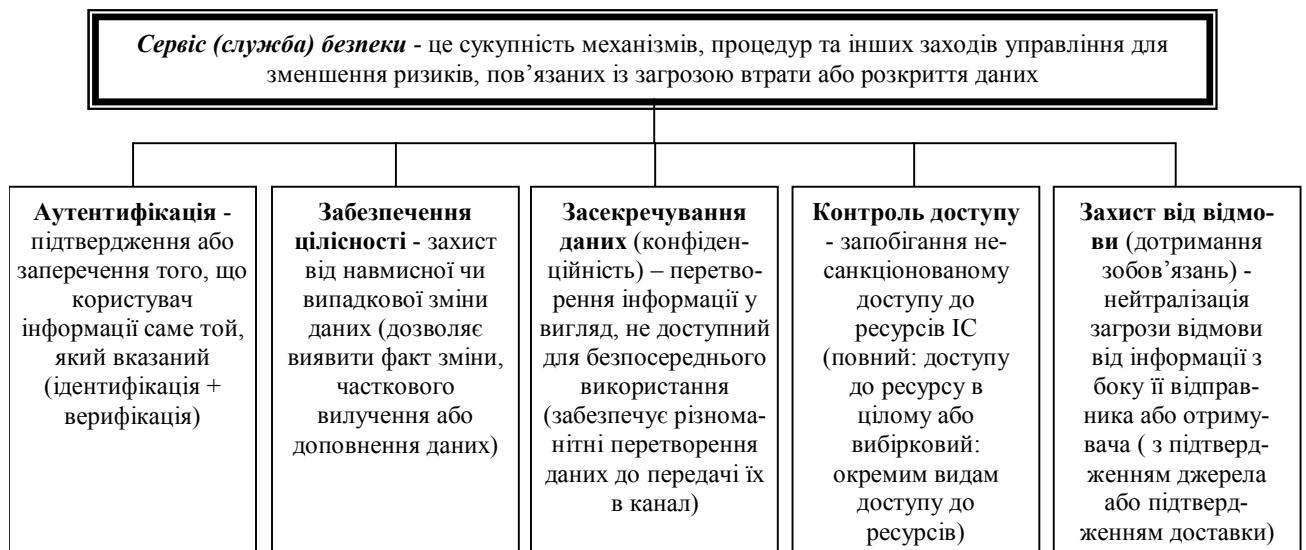 Сервіс (служба) безпеки - це сукупність механізмів, процедур та інших заходів управління для
зменшення ризиків, пов’язаних із загрозою втрати або розкриття даних
Аутентифікація -
підтвердження або
заперечення того, що
користувач
інформації саме той,
який вказаний
(ідентифікація +
верифікація)
Забезпечення
цілісності - захист
від навмисної чи
випадкової зміни
даних (дозволяє
виявити факт зміни,
часткового
вилучення або
доповнення даних)
Засекречування
даних (конфіден-
ційність) – перетво-
рення інформації у
вигляд, не доступний
для безпосереднього
використання
(забезпечує різнома-
нітні перетворення
даних до передачі їх
в канал)
Контроль доступу
- запобігання не-
санкціонованому
доступу до
ресурсів ІС
(повний: доступу
до ресурсу в
цілому або
вибірковий:
окремим видам
доступу до
ресурсів)
Захист від відмо-
ви (дотримання
зобов’язань) -
нейтралізація
загрози відмови
від інформації з
боку її відправ-
ника або отриму-
вача ( з підтверд-
женням джерела
або підтверд-
женням доставки)